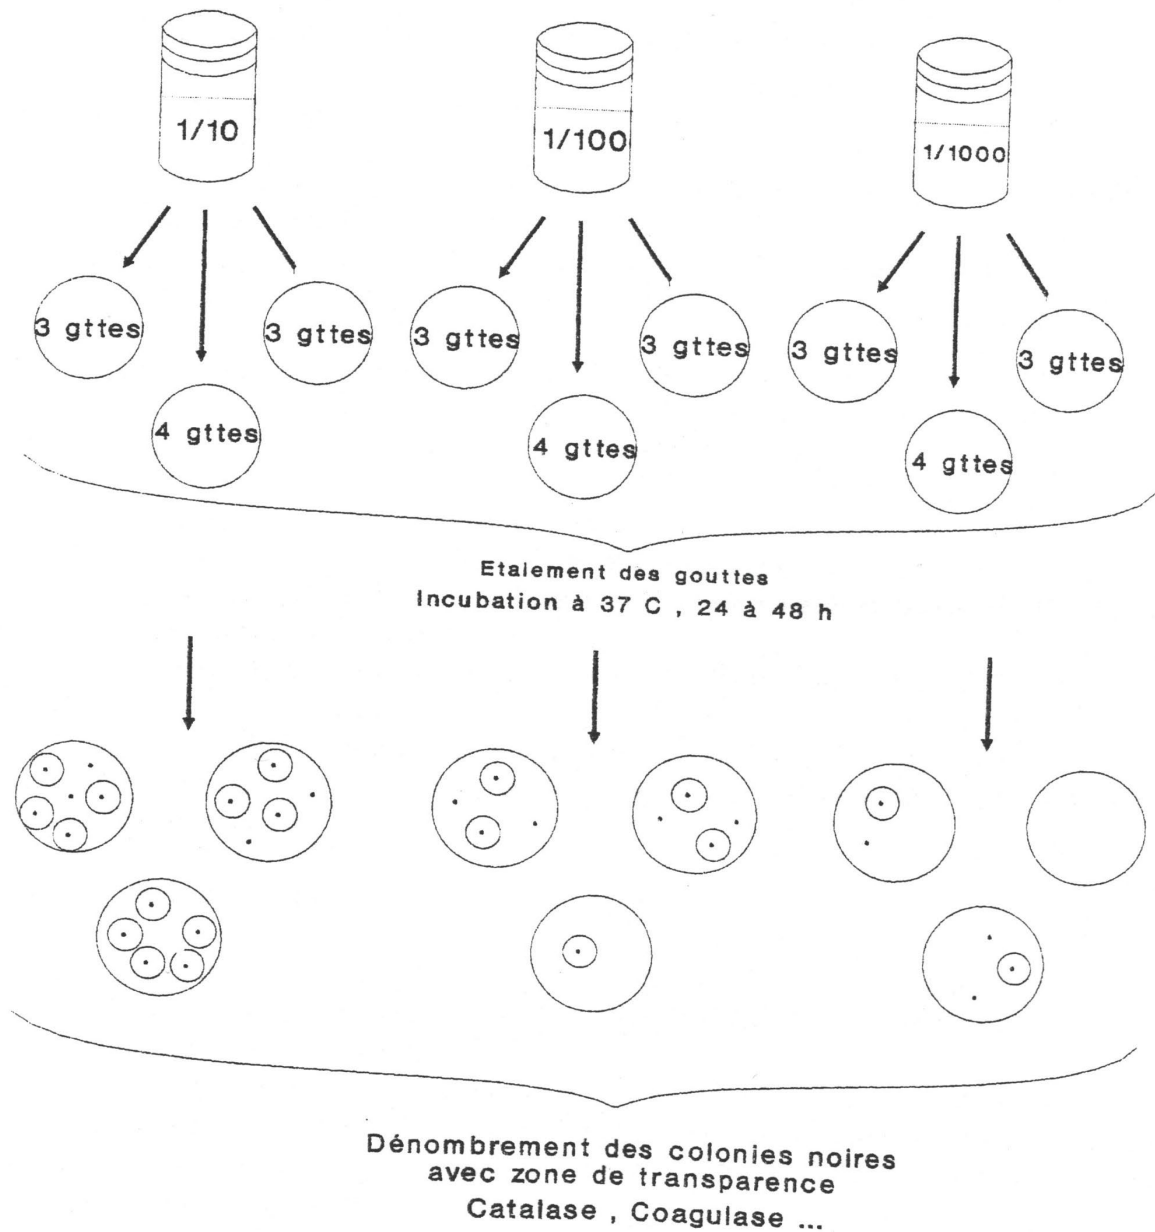 1/10
1/100
1/1000
3 gttes
3 gttes
3 gttes
3 gttes
3 gttes
3 gttes
4 gttes
4 gttes
4 gttes
Etalement des gouttes
Incubation à 37 C , 24 à 48 h
Dénombrement des colonies noires
avec zone de transparence
Catalase , Coagulase ...